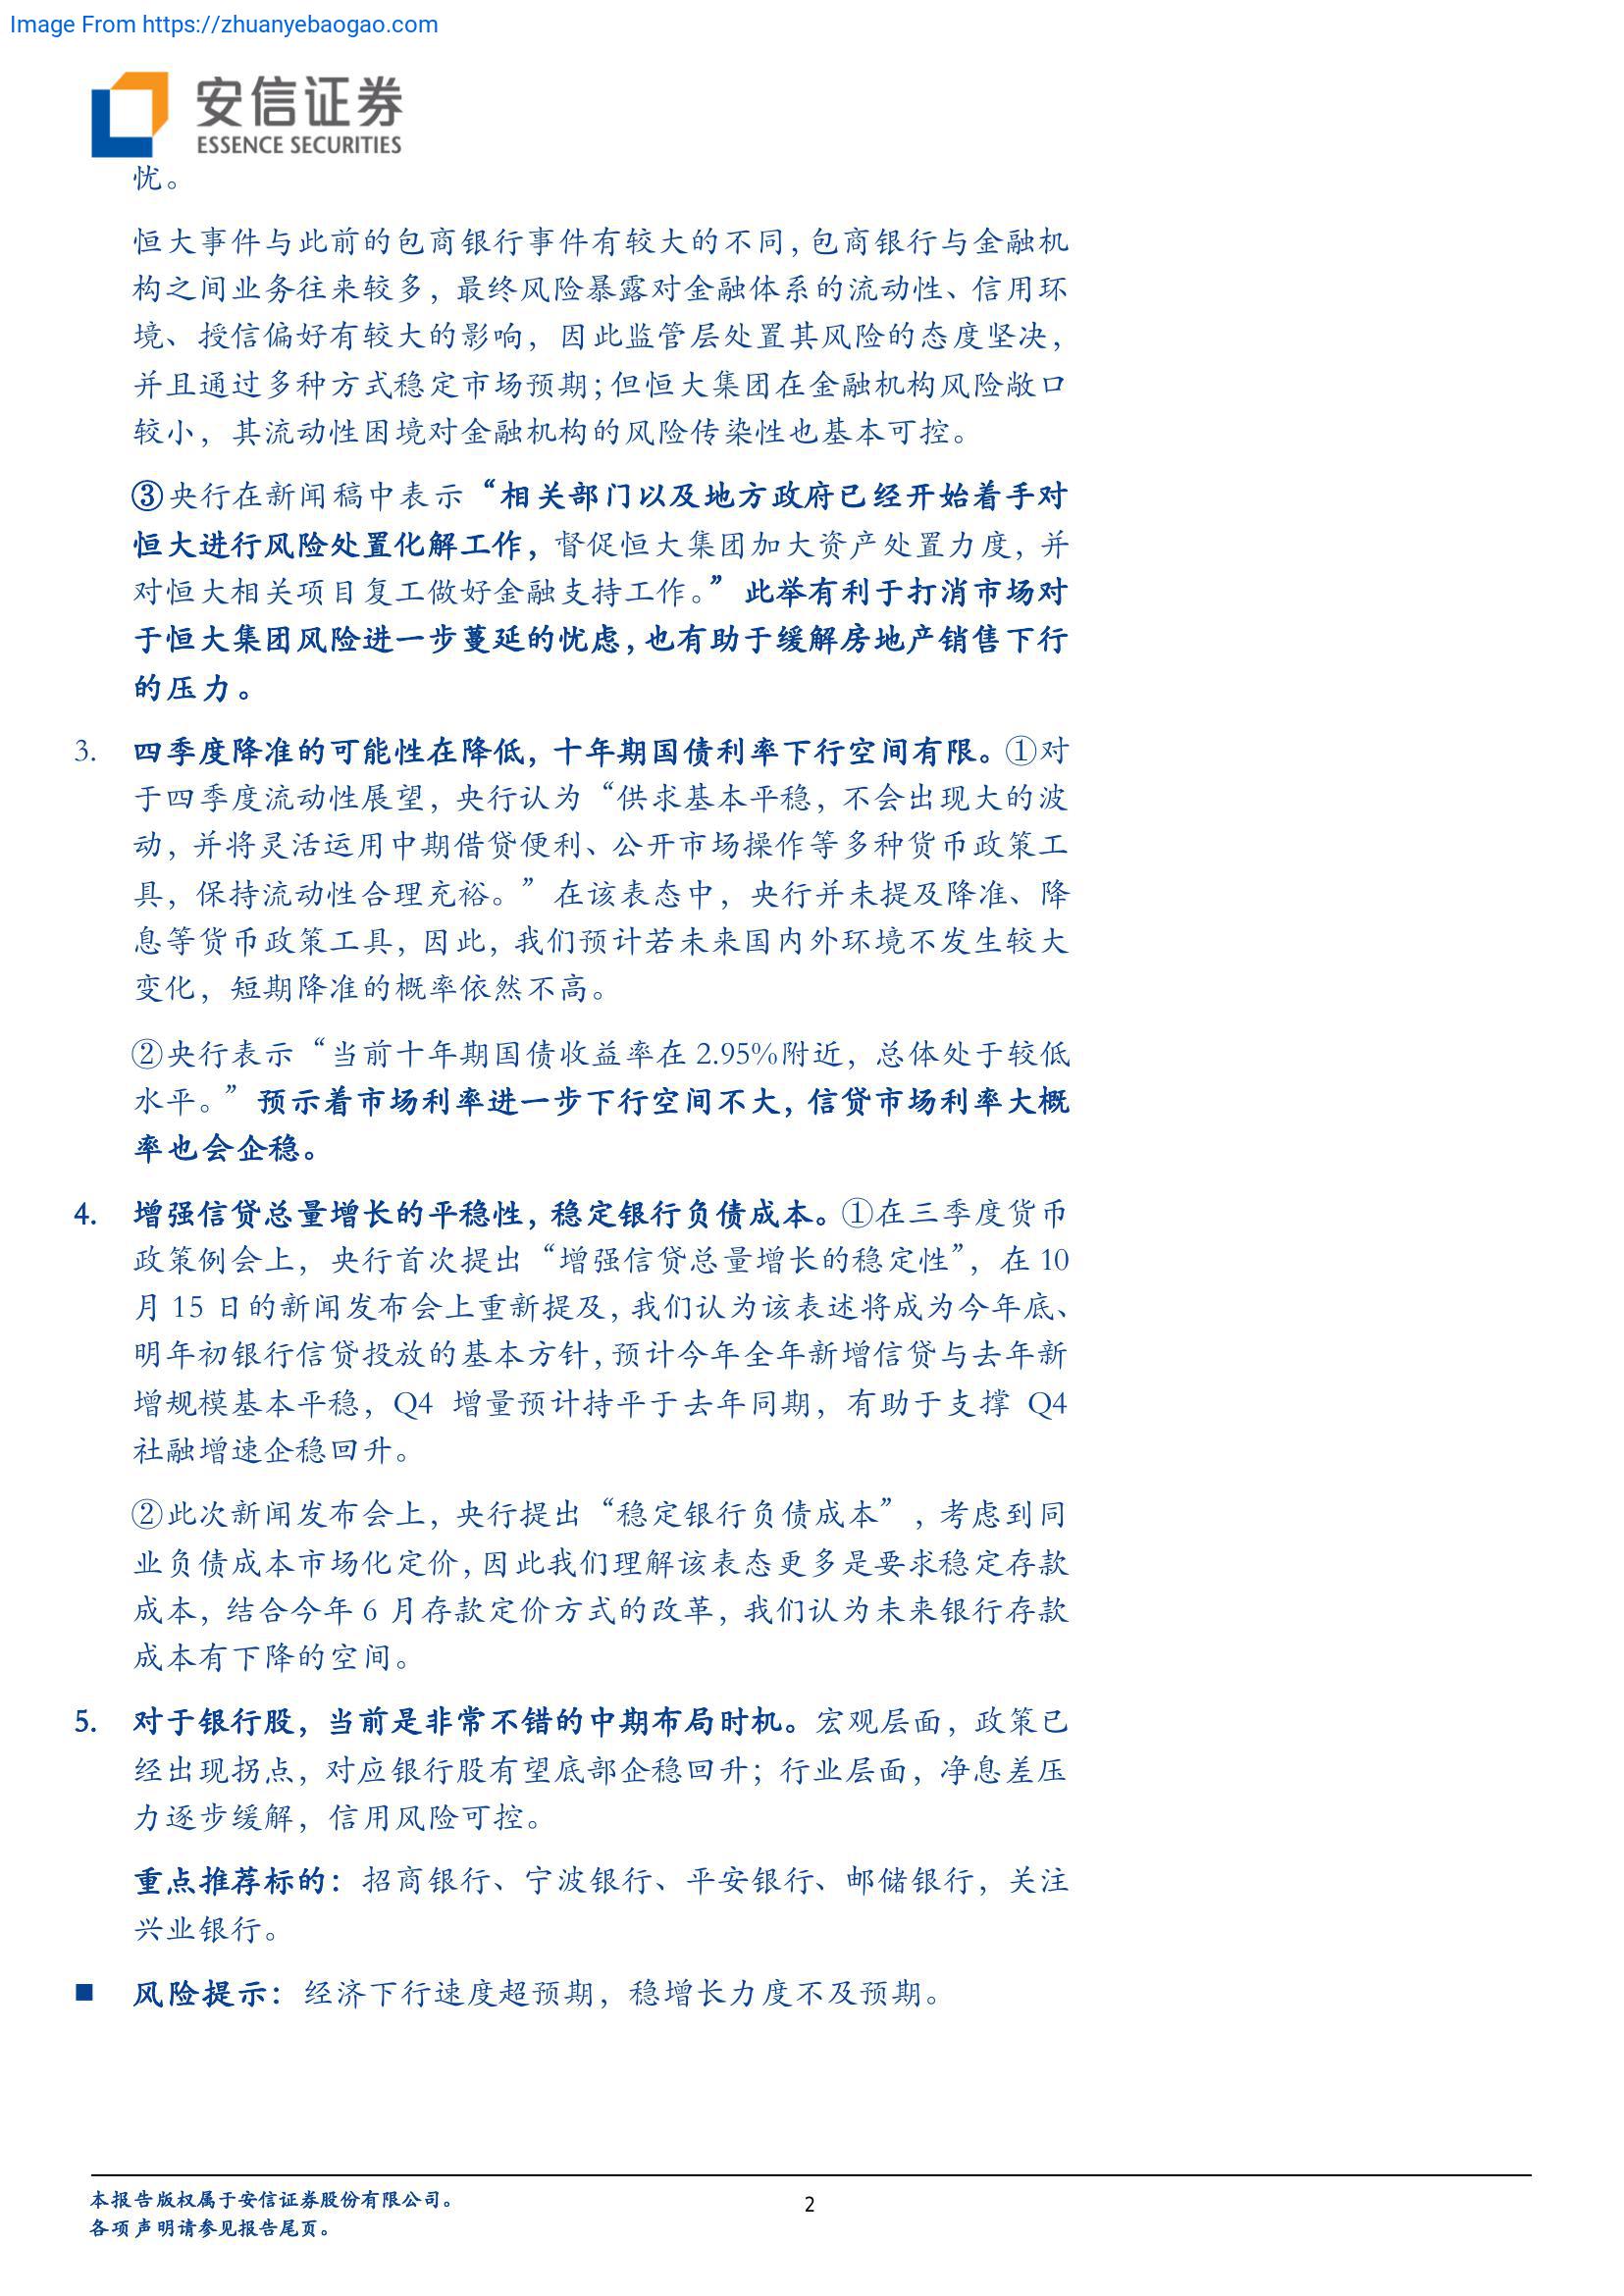 Image From https://zhuanyebaogao.com
安信证券
ESSENCE SECURITIES
忧。
恒大事件与此前的包商银行事件有较大的不同，包商银行与金融机
构之间业务往来较多，最终风险暴露对金融体系的流动性、信用环
境、授信偏好有较大的影响，因此监管层处置其风险的态度坚决，
并且通过多种方式稳定市场预期；但恒大集团在金融机构风险敞口
较小，其流动性困境对金融机构的风险传染性也基本可控。
③央行在新闻稿中表示“相关部门以及地方政府已经开始着手对
恒大进行风险处置化解工作，督促恒大集团加大资产处置力度，并
对恒大相关项目复工做好金融支持工作。”此举有利于打消市场对
于恒大集团风险进一步蔓延的忧虑，也有助于缓解房地产销售下行
的压力。
3. 四季度降准的可能性在降低，十年期国债利率下行空间有限。①对
于四季度流动性展望，央行认为“供求基本平稳，不会出现大的波
动，并将灵活运用中期借贷便利、公开市场操作等多种货币政策工
具，保持流动性合理充裕。”在该表态中，央行并未提及降准、降
息等货币政策工具，因此，我们预计若未来国内外环境不发生较大
变化，短期降准的概率依然不高。
②央行表示“当前十年期国债收益率在 2.95%附近，总体处于较低
水平。”预示着市场利率进一步下行空间不大，信贷市场利率大概
率也会企稳。
4. 增强信贷总量增长的平稳性，稳定银行负债成本。①在三季度货币
政策例会上，央行首次提出“增强信贷总量增长的稳定性”，在 10
月 15 日的新闻发布会上重新提及，我们认为该表述将成为今年底、
明年初银行信贷投放的基本方针，预计今年全年新增信贷与去年新
增规模基本平稳，Q4 增量预计持平于去年同期，有助于支撑 Q4
社融增速企稳回升。
②此次新闻发布会上，央行提出“稳定银行负债成本”，考虑到同
业负债成本市场化定价，因此我们理解该表态更多是要求稳定存款
成本，结合今年 6 月存款定价方式的改革，我们认为未来银行存款
成本有下降的空间。
5. 对于银行股，当前是非常不错的中期布局时机。宏观层面，政策已
经出现拐点，对应银行股有望底部企稳回升；行业层面，净息差压
力逐步缓解，信用风险可控。
重点推荐标的：招商银行、宁波银行、平安银行、邮储银行，关注
兴业银行。
■ 风险提示：经济下行速度超预期，稳增长力度不及预期。
本报告版权属于安信证券股份有限公司。
2
各项声明请参见报告尾页。